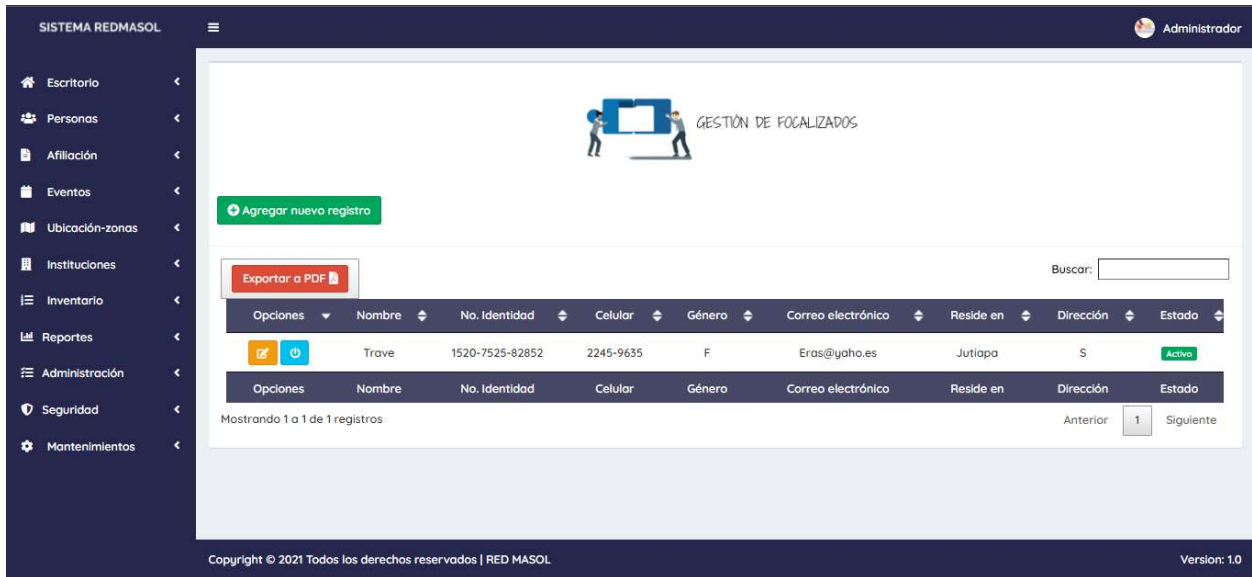 SISTEMA REDMASOL
Administrador
Escritorio
Personas
Afiliación
Eventos
Ubicación-zonas
Instituciones
Inventario
Reportes
Administración
Seguridad
Mantenimientos
GESTIÓN DE FOCALIZADOS
Agregar nuevo registro
Exportar a PDF
Buscar:
Opciones Nombre No. Identidad Celular Género Correo electrónico Reside en Dirección Estado
Trave 1520-7525-82852 2245-9635 F Eras@yaho.es Jutiapa S Activo
Opciones Nombre No. Identidad Celular Género Correo electrónico Reside en Dirección Estado
Mostrando 1 a 1 de 1 registros
Anterior 1 Siguiente
Copyright © 2021 Todos los derechos reservados | RED MASOL
Version: 1.0